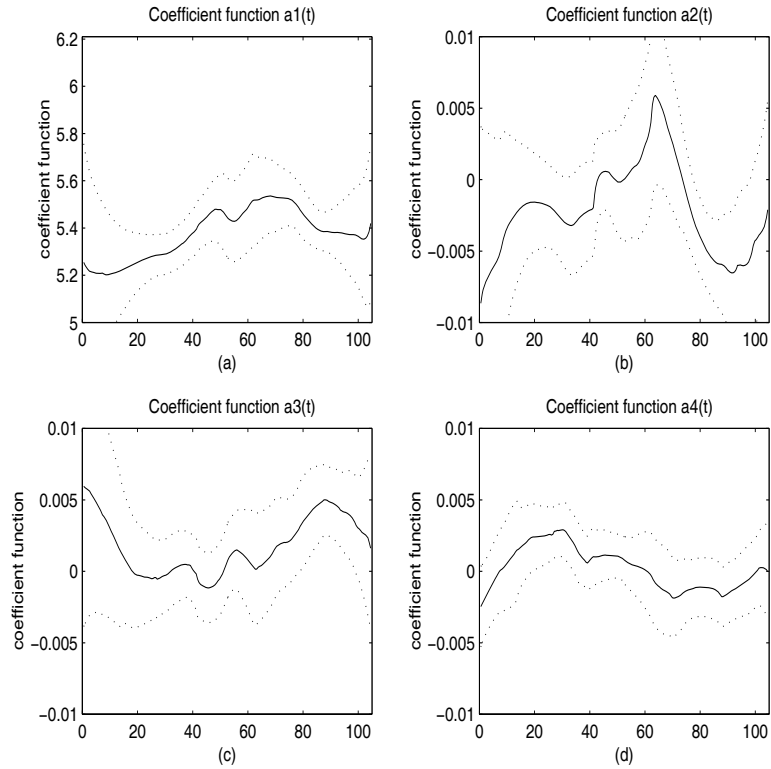 Coefficient function a1(t)
coefficient function
6.2
6
5.8
5.6
5.4
5.2
5
0 20 40 60 80 100
(a)
Coefficient function a2(t)
coefficient function
0.01
0.005
0
−0.005
−0.01
0 20 40 60 80 100
(b)
Coefficient function a3(t)
coefficient function
0.01
0.005
0
−0.005
−0.01
0 20 40 60 80 100
(c)
Coefficient function a4(t)
coefficient function
0.01
0.005
0
−0.005
−0.01
0 20 40 60 80 100
(d)